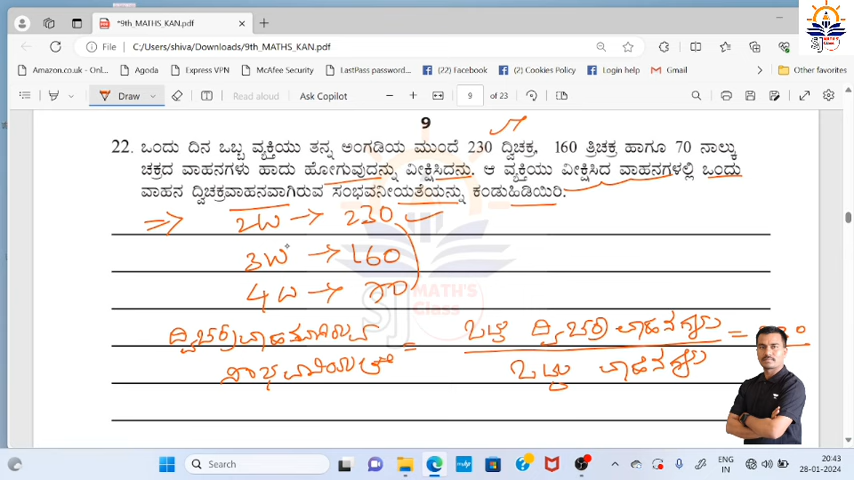 *9th_MATHS_KAN.pdf
File
C:/Users/shiva/Downloads/9th_MATHS_KAN.pdf
Amazon.co.uk - Onl... Agoda Express VPN McAfee Security LastPass password... (22) Facebook (2) Cookies Policy Login help Gmail Other favorites
Draw Read aloud Ask Copilot 9 of 23
9
22. ಒಂದು ದಿನ ಒಬ್ಬ ವ್ಯಕ್ತಿಯು ತನ್ನ ಅಂಗಡಿಯ ಮುಂದೆ 230 ದ್ವಿಚಕ್ರ, 160 ತ್ರಿಚಕ್ರ ಹಾಗೂ 70 ನಾಲ್ಕು
ಚಕ್ರದ ವಾಹನಗಳು ಹಾದು ಹೋಗುವುದನ್ನು ವೀಕ್ಷಿಸಿದನು. ಆ ವ್ಯಕ್ತಿಯು ವೀಕ್ಷಿಸಿದ ವಾಹನಗಳಲ್ಲಿ ಒಂದು
ವಾಹನ ದ್ವಿಚಕ್ರವಾಹನವಾಗಿರುವ ಸಂಭವನೀಯತೆಯನ್ನು ಕಂಡುಹಿಡಿಯಿರಿ.
=> 2W → 230
3W → 160
4W → 70
ಒಟ್ಟು ದ್ವಿಚಕ್ರ ವಾಹನಗಳು =
= ಒಟ್ಟು ವಾಹನಗಳು
SJ MATHS Class
Search
ENG
IN
20:43
28-01-2024